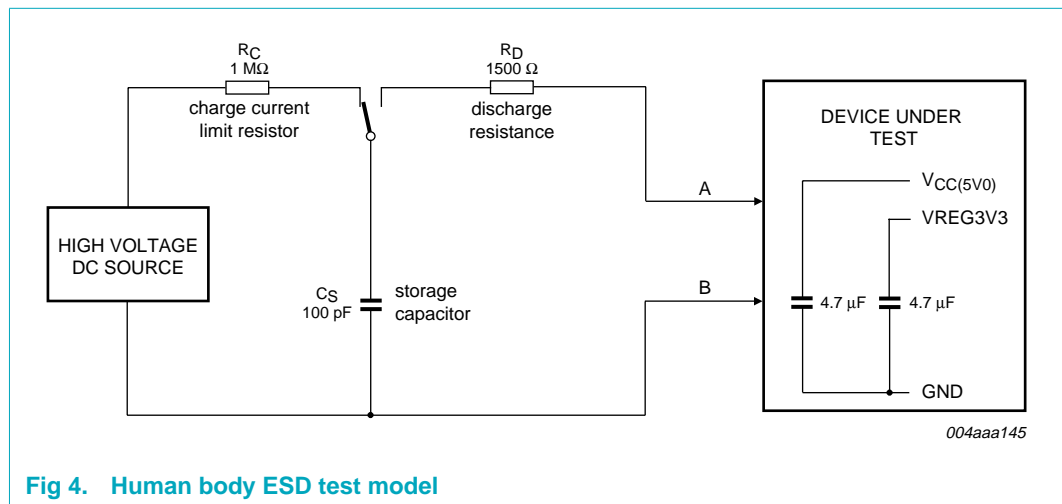 RC
1 MΩ
charge current
limit resistor
RD
1500 Ω
discharge
resistance
DEVICE UNDER
TEST
VCC(5V0)
VREG3V3
A
HIGH VOLTAGE
DC SOURCE
CS
100 pF
storage
capacitor
B
4.7 μF
4.7 μF
GND
004aaa145
Fig 4. Human body ESD test model